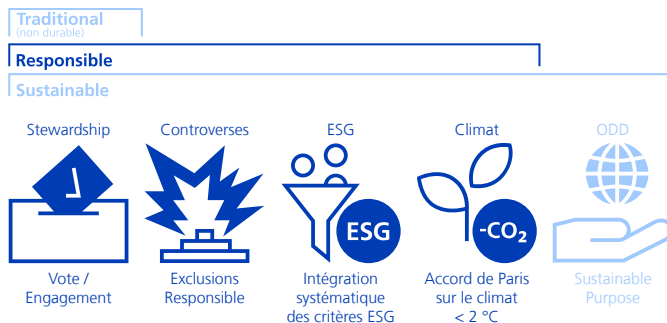 Traditional
(non durable)
Responsible
Sustainable
Stewardship
Controverses
ESG
Climat
ODD
ESG
-CO₂
Vote /
Engagement
Exclusions
Responsible
Intégration
systématique
des critères ESG
Accord de Paris
sur le climat
< 2 °C
Sustainable
Purpose